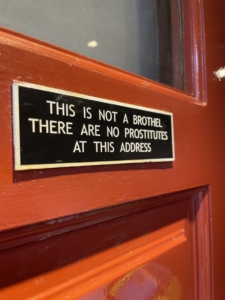 THIS IS NOT A BROTHEL
THERE ARE NO PROSTITUTES
AT THIS ADDRESS